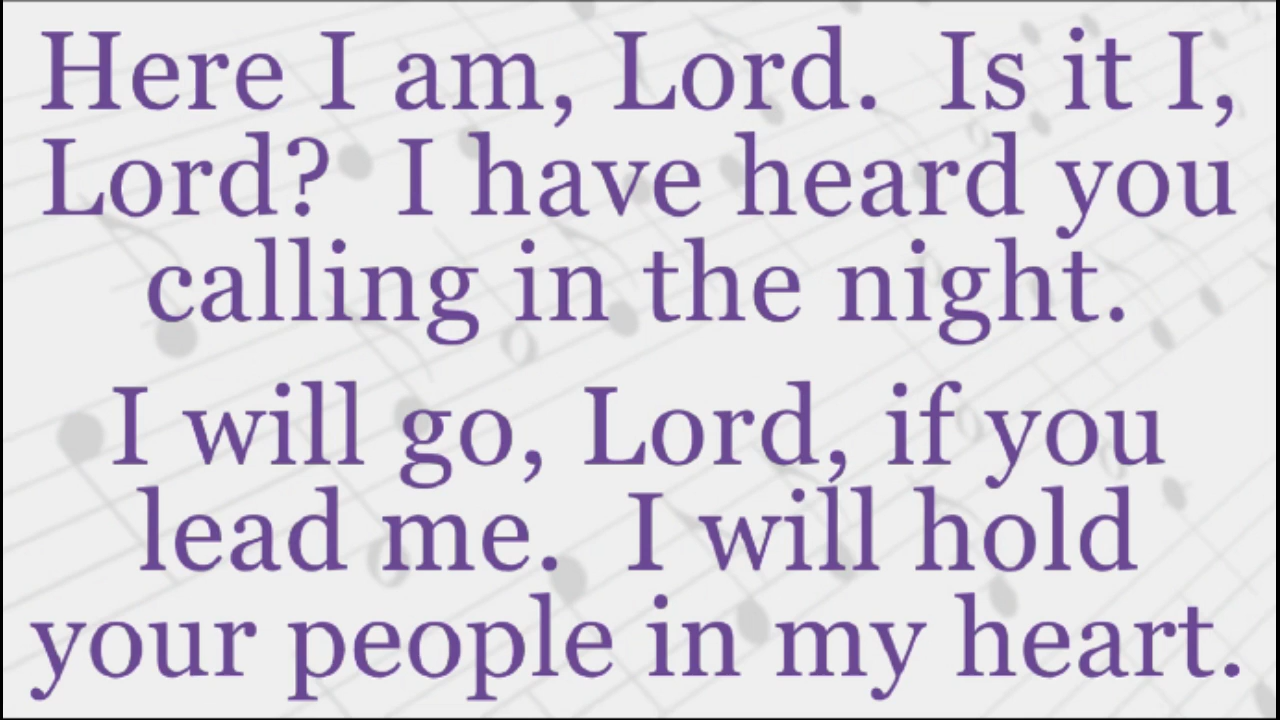 Here I am, Lord.  Is it I,
Lord?  I have heard you
calling in the night.
I will go, Lord, if you
lead me.  I will hold
your people in my heart.